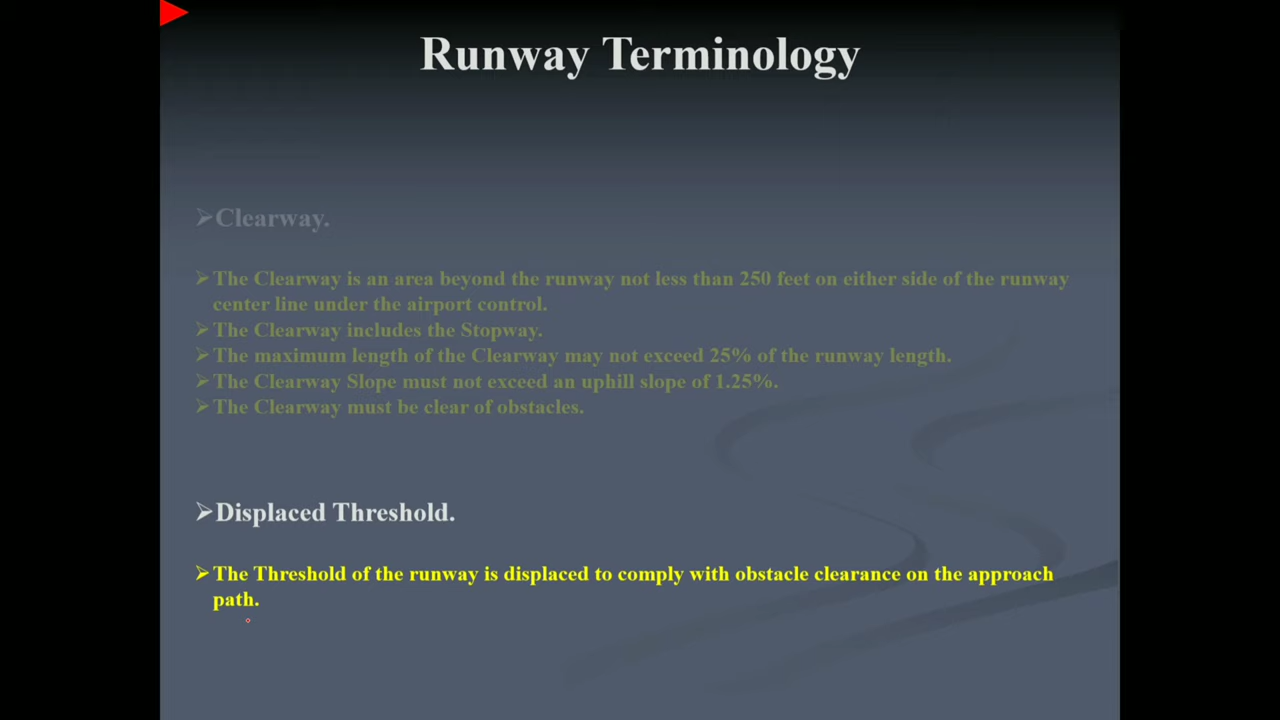 Runway Terminology
➢Clearway.
➢The Clearway is an area beyond the runway not less than 250 feet on either side of the runway
center line under the airport control.
➢The Clearway includes the Stopway.
➢The maximum length of the Clearway may not exceed 25% of the runway length.
➢The Clearway Slope must not exceed an uphill slope of 1.25%.
➢The Clearway must be clear of obstacles.
➢Displaced Threshold.
➢The Threshold of the runway is displaced to comply with obstacle clearance on the approach
path.